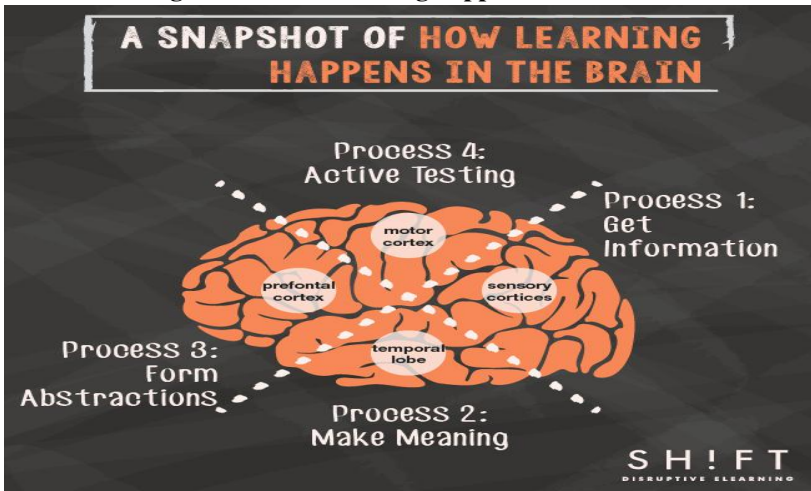 A SNAPSHOT OF HOW LEARNING
HAPPENS IN THE BRAIN
Process 4:
Active Testing
Process 1:
Get
Information
motor
cortex
prefontal
cortex
sensory
cortices
temporal
lobe
Process 3:
Form
Abstractions
Process 2:
Make Meaning
SH!FT
DISRUPTIVE ELEARNING